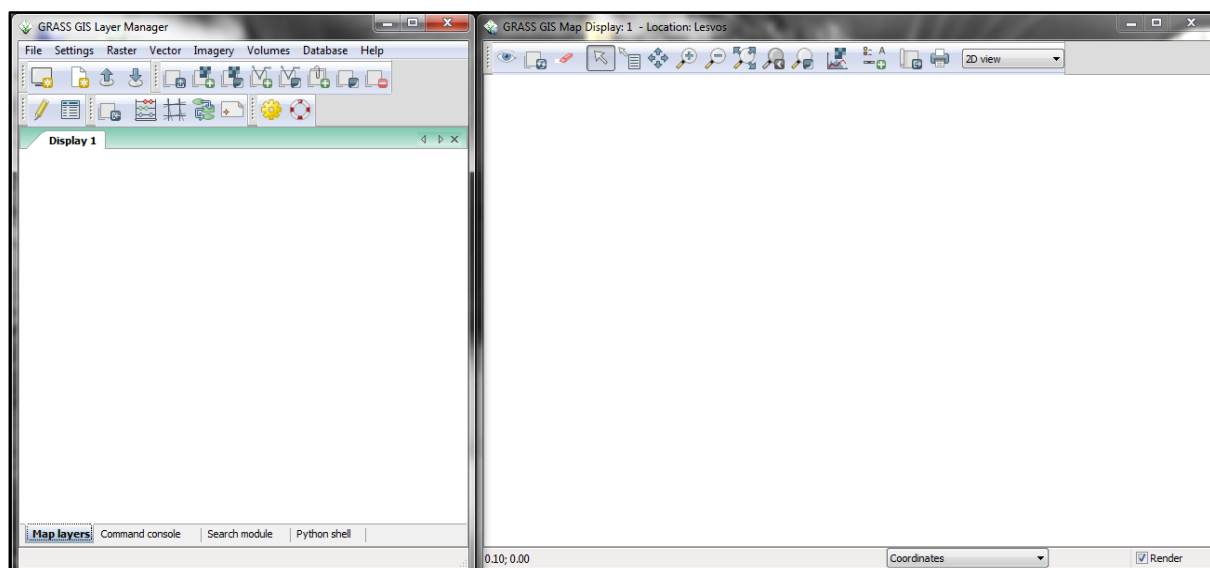 GRASS GIS Layer Manager
File Settings Raster Vector Imagery Volumes Database Help
Display 1
Map layers Command console Search module Python shell
GRASS GIS Map Display: 1 - Location: Lesvos
2D view
0.10; 0.00
Coordinates
Render